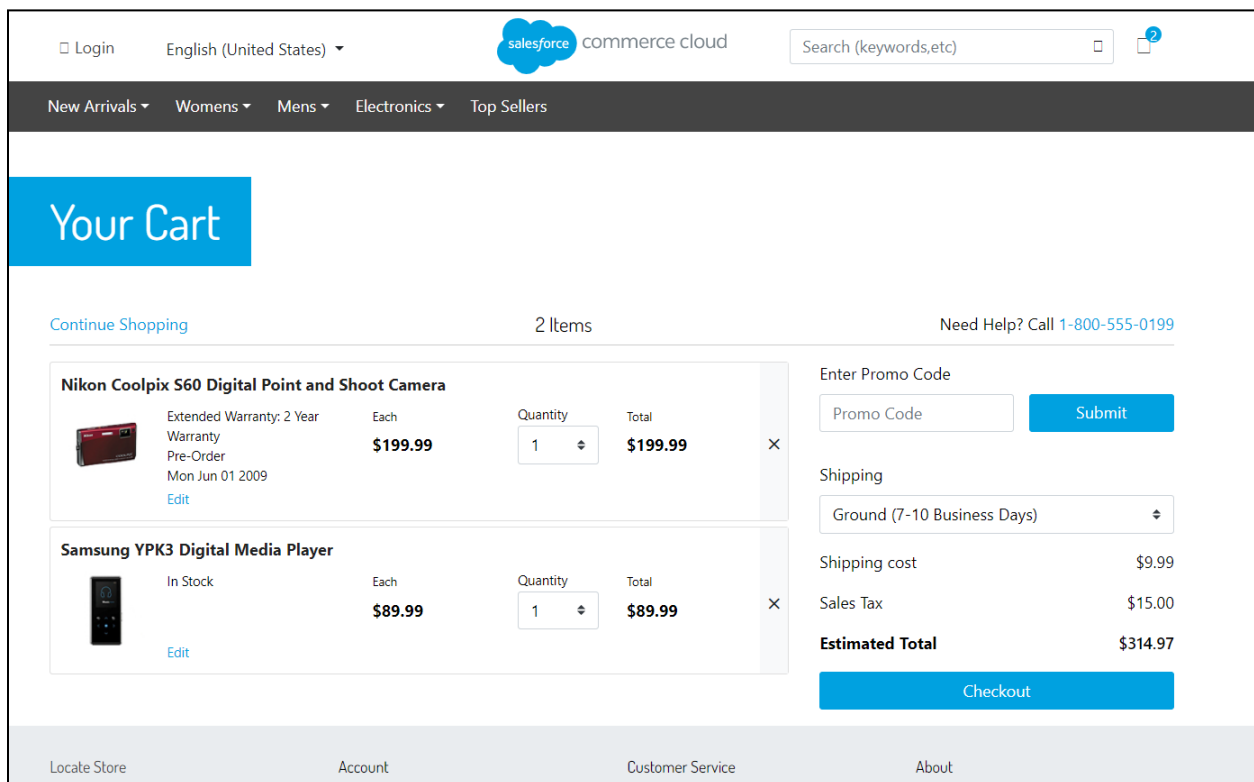 Login
English (United States)
salesforce commerce cloud
Search (keywords,etc)
2
New Arrivals
Womens
Mens
Electronics
Top Sellers
Your Cart
Continue Shopping
2 Items
Need Help? Call 1-800-555-0199
Nikon Coolpix S60 Digital Point and Shoot Camera
Extended Warranty: 2 Year
Warranty
Pre-Order
Mon Jun 01 2009
Edit
Each
$199.99
Quantity
1
Total
$199.99
×
Samsung YPK3 Digital Media Player
In Stock
Edit
Each
$89.99
Quantity
1
Total
$89.99
×
Enter Promo Code
Promo Code
Submit
Shipping
Ground (7-10 Business Days)
Shipping cost $9.99
Sales Tax $15.00
Estimated Total $314.97
Checkout
Locate Store
Account
Customer Service
About